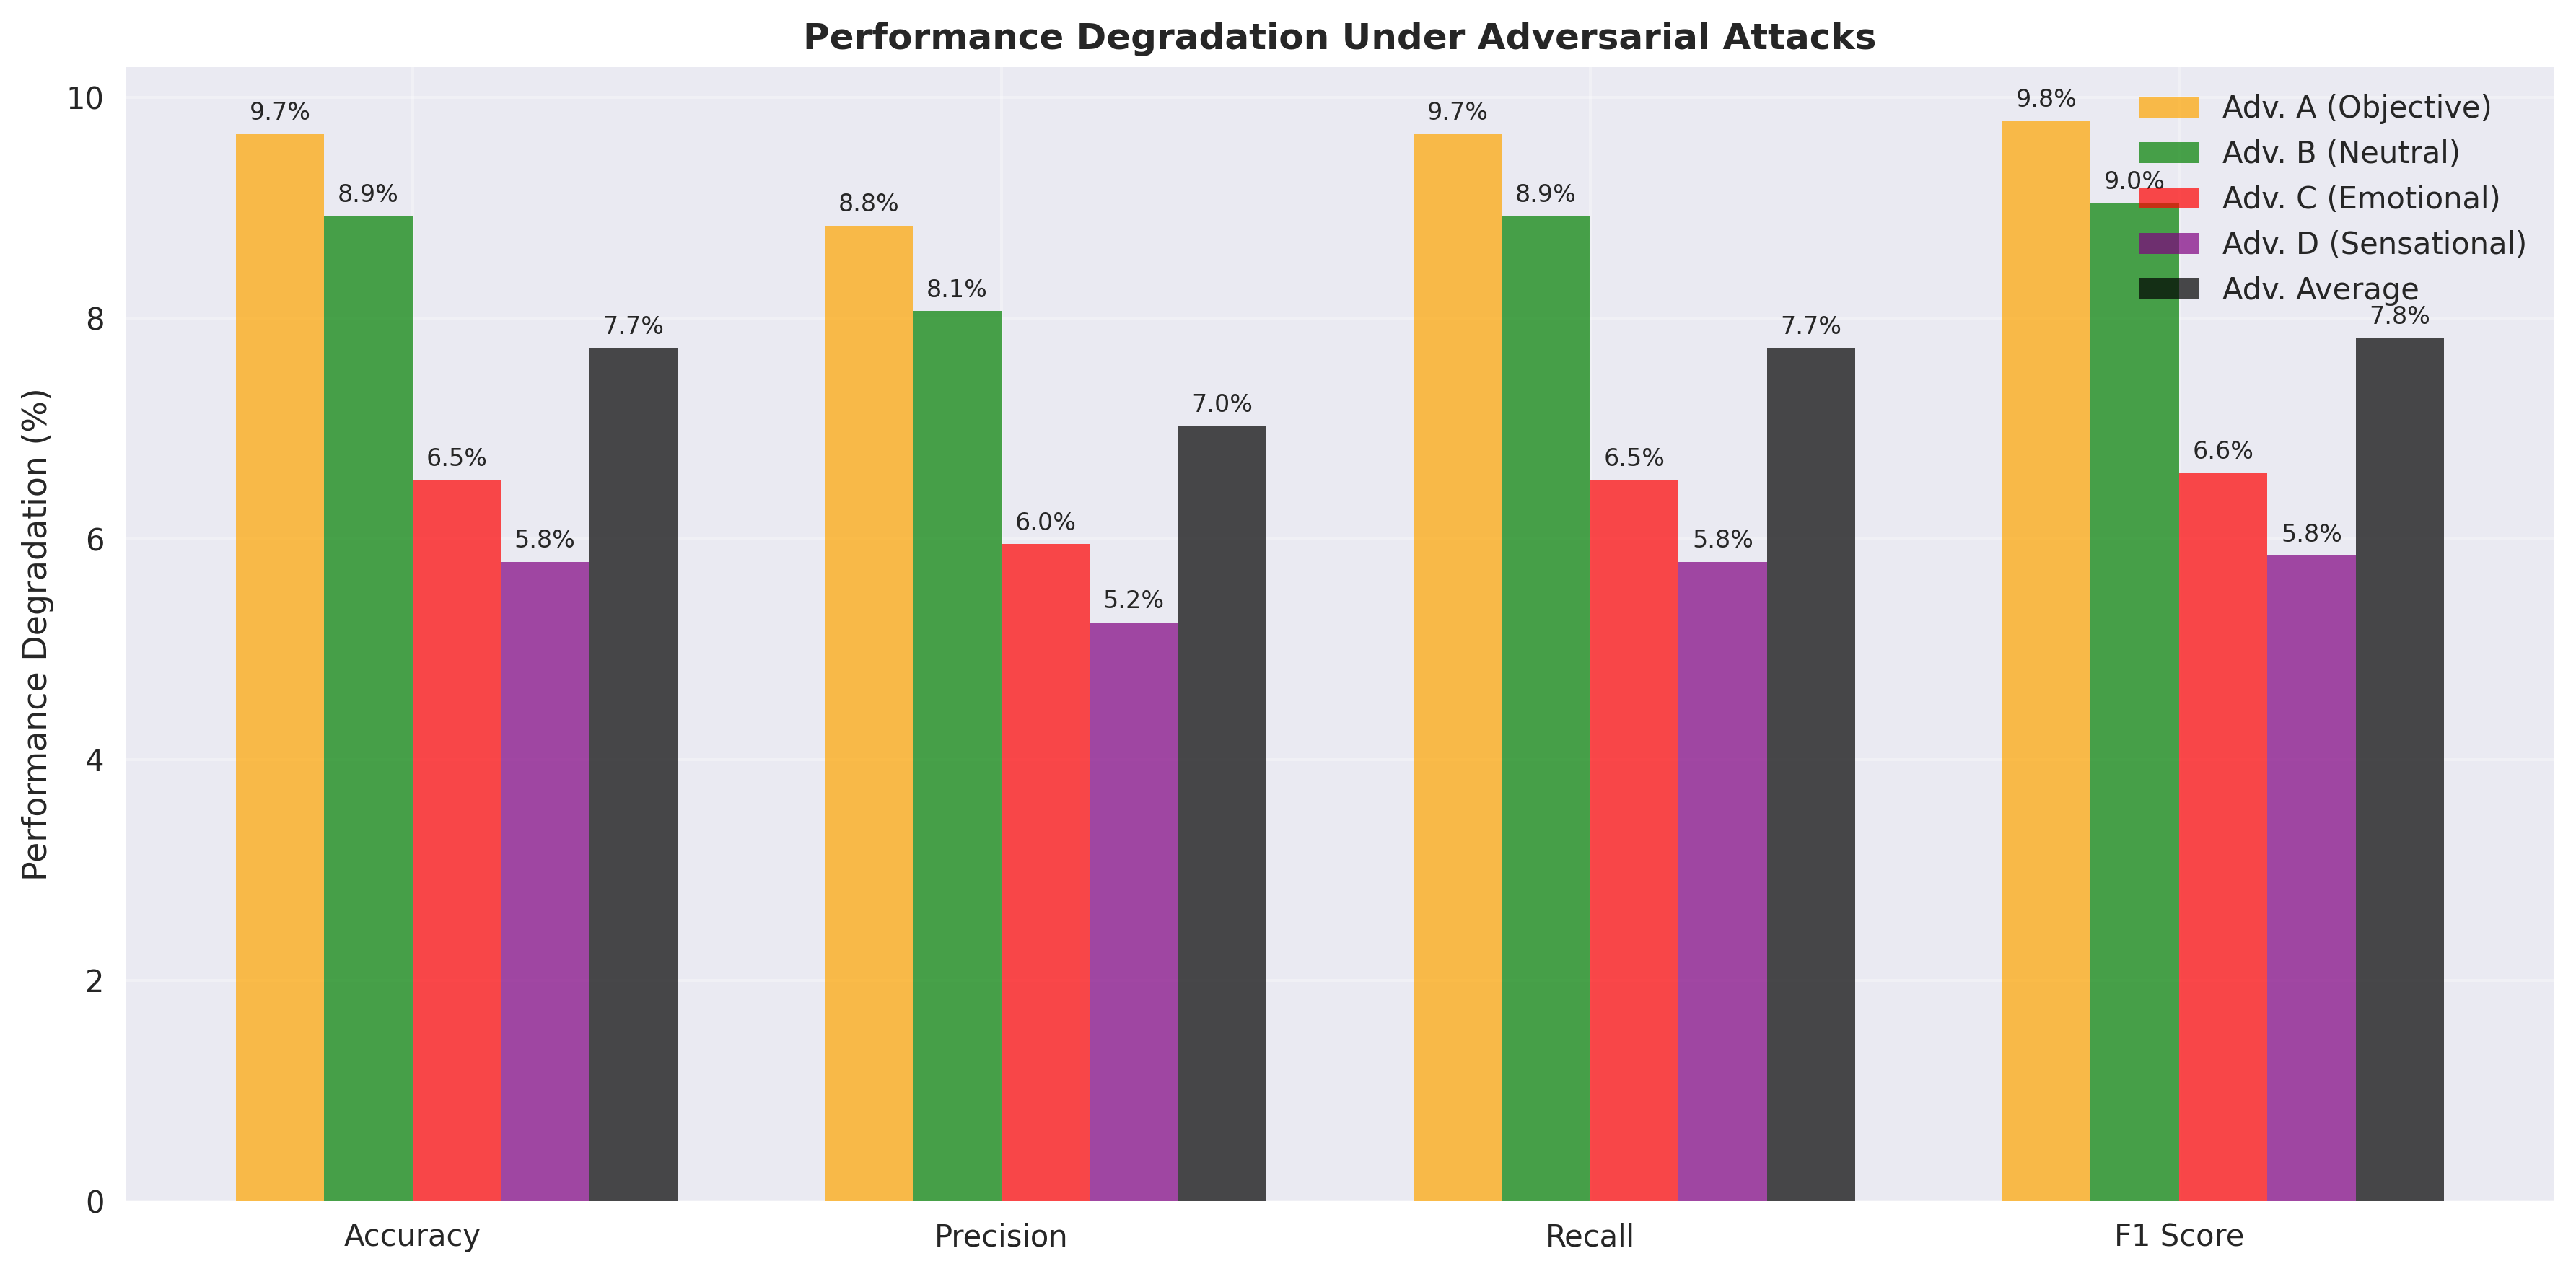 Performance Degradation Under Adversarial Attacks
Performance Degradation (%)
10
8
6
4
2
0
9.7%
8.9%
6.5%
5.8%
7.7%
8.8%
8.1%
6.0%
5.2%
7.0%
9.7%
8.9%
6.5%
5.8%
7.7%
9.8%
9.0%
6.6%
5.8%
7.8%
Adv. A (Objective)
Adv. B (Neutral)
Adv. C (Emotional)
Adv. D (Sensational)
Adv. Average
Accuracy
Precision
Recall
F1 Score